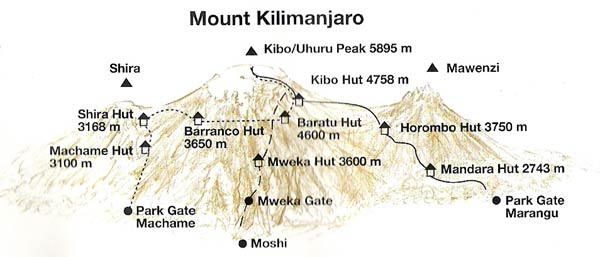 Mount Kilimanjaro
Kibo/Uhuru Peak 5895 m
Shira
Mawenzi
Kibo Hut 4758 m
Shira Hut
3168 m
Barranco Hut
3650 m
Baratu Hut
4600 m
Horombo Hut 3750 m
Machame Hut
3100 m
Mweka Hut 3600 m
Mandara Hut 2743 m
Park Gate
Machame
Mweka Gate
Park Gate
Marangu
Moshi